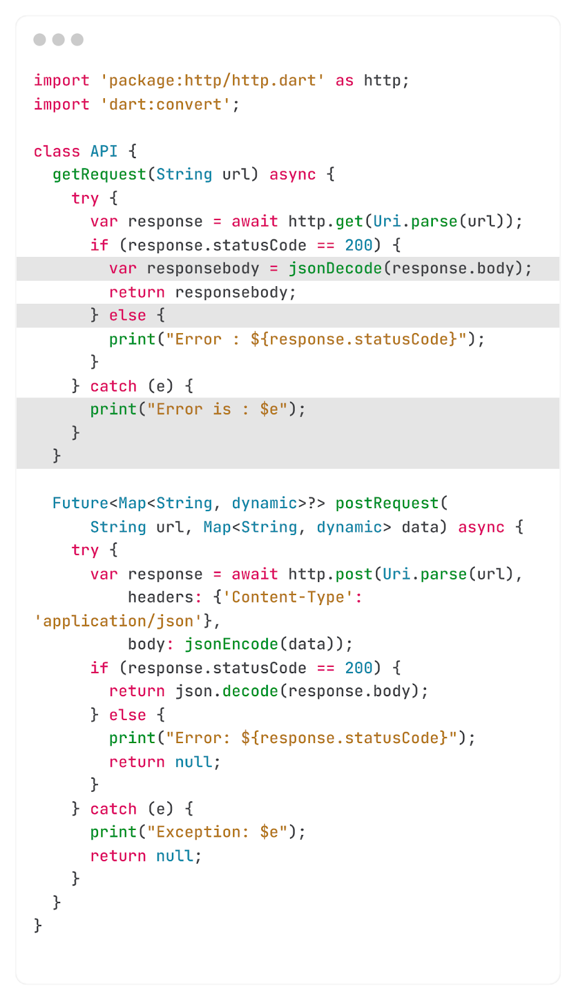 import 'package:http/http.dart' as http;
import 'dart:convert';

class API {
  getRequest(String url) async {
    try {
      var response = await http.get(Uri.parse(url));
      if (response.statusCode == 200) {
        var responsebody = jsonDecode(response.body);
        return responsebody;
      } else {
        print("Error : ${response.statusCode}");
      }
    } catch (e) {
      print("Error is : $e");
    }
  }

  Future<Map<String, dynamic>?> postRequest(
      String url, Map<String, dynamic> data) async {
    try {
      var response = await http.post(Uri.parse(url),
          headers: {'Content-Type':
'application/json'},
          body: jsonEncode(data));
      if (response.statusCode == 200) {
        return json.decode(response.body);
      } else {
        print("Error: ${response.statusCode}");
        return null;
      }
    } catch (e) {
      print("Exception: $e");
      return null;
    }
  }
}